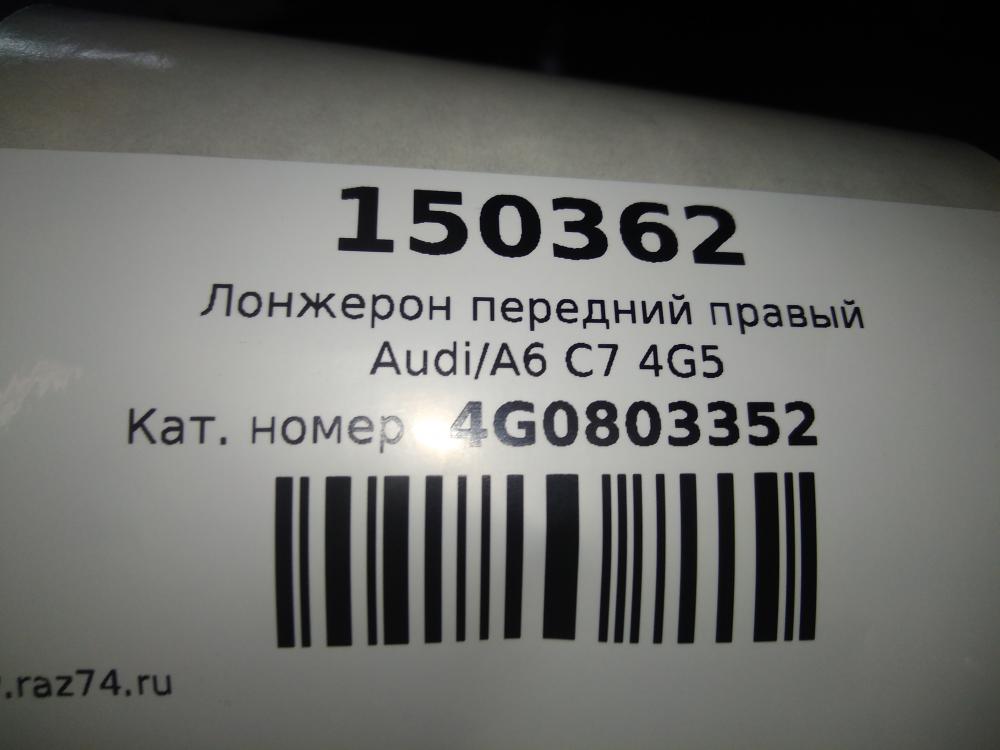 150362
Лонжерон передний правый
Audi/A6 C7 4G5
Кат. номер 4G0803352
.raz74.ru